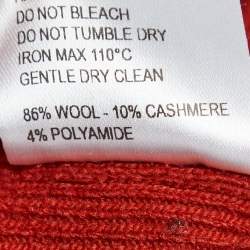 DO NOT BLEACH
DO NOT TUMBLE DRY
IRON MAX 110°C
GENTLE DRY CLEAN
86% WOOL - 10% CASHMERE
4% POLYAMIDE